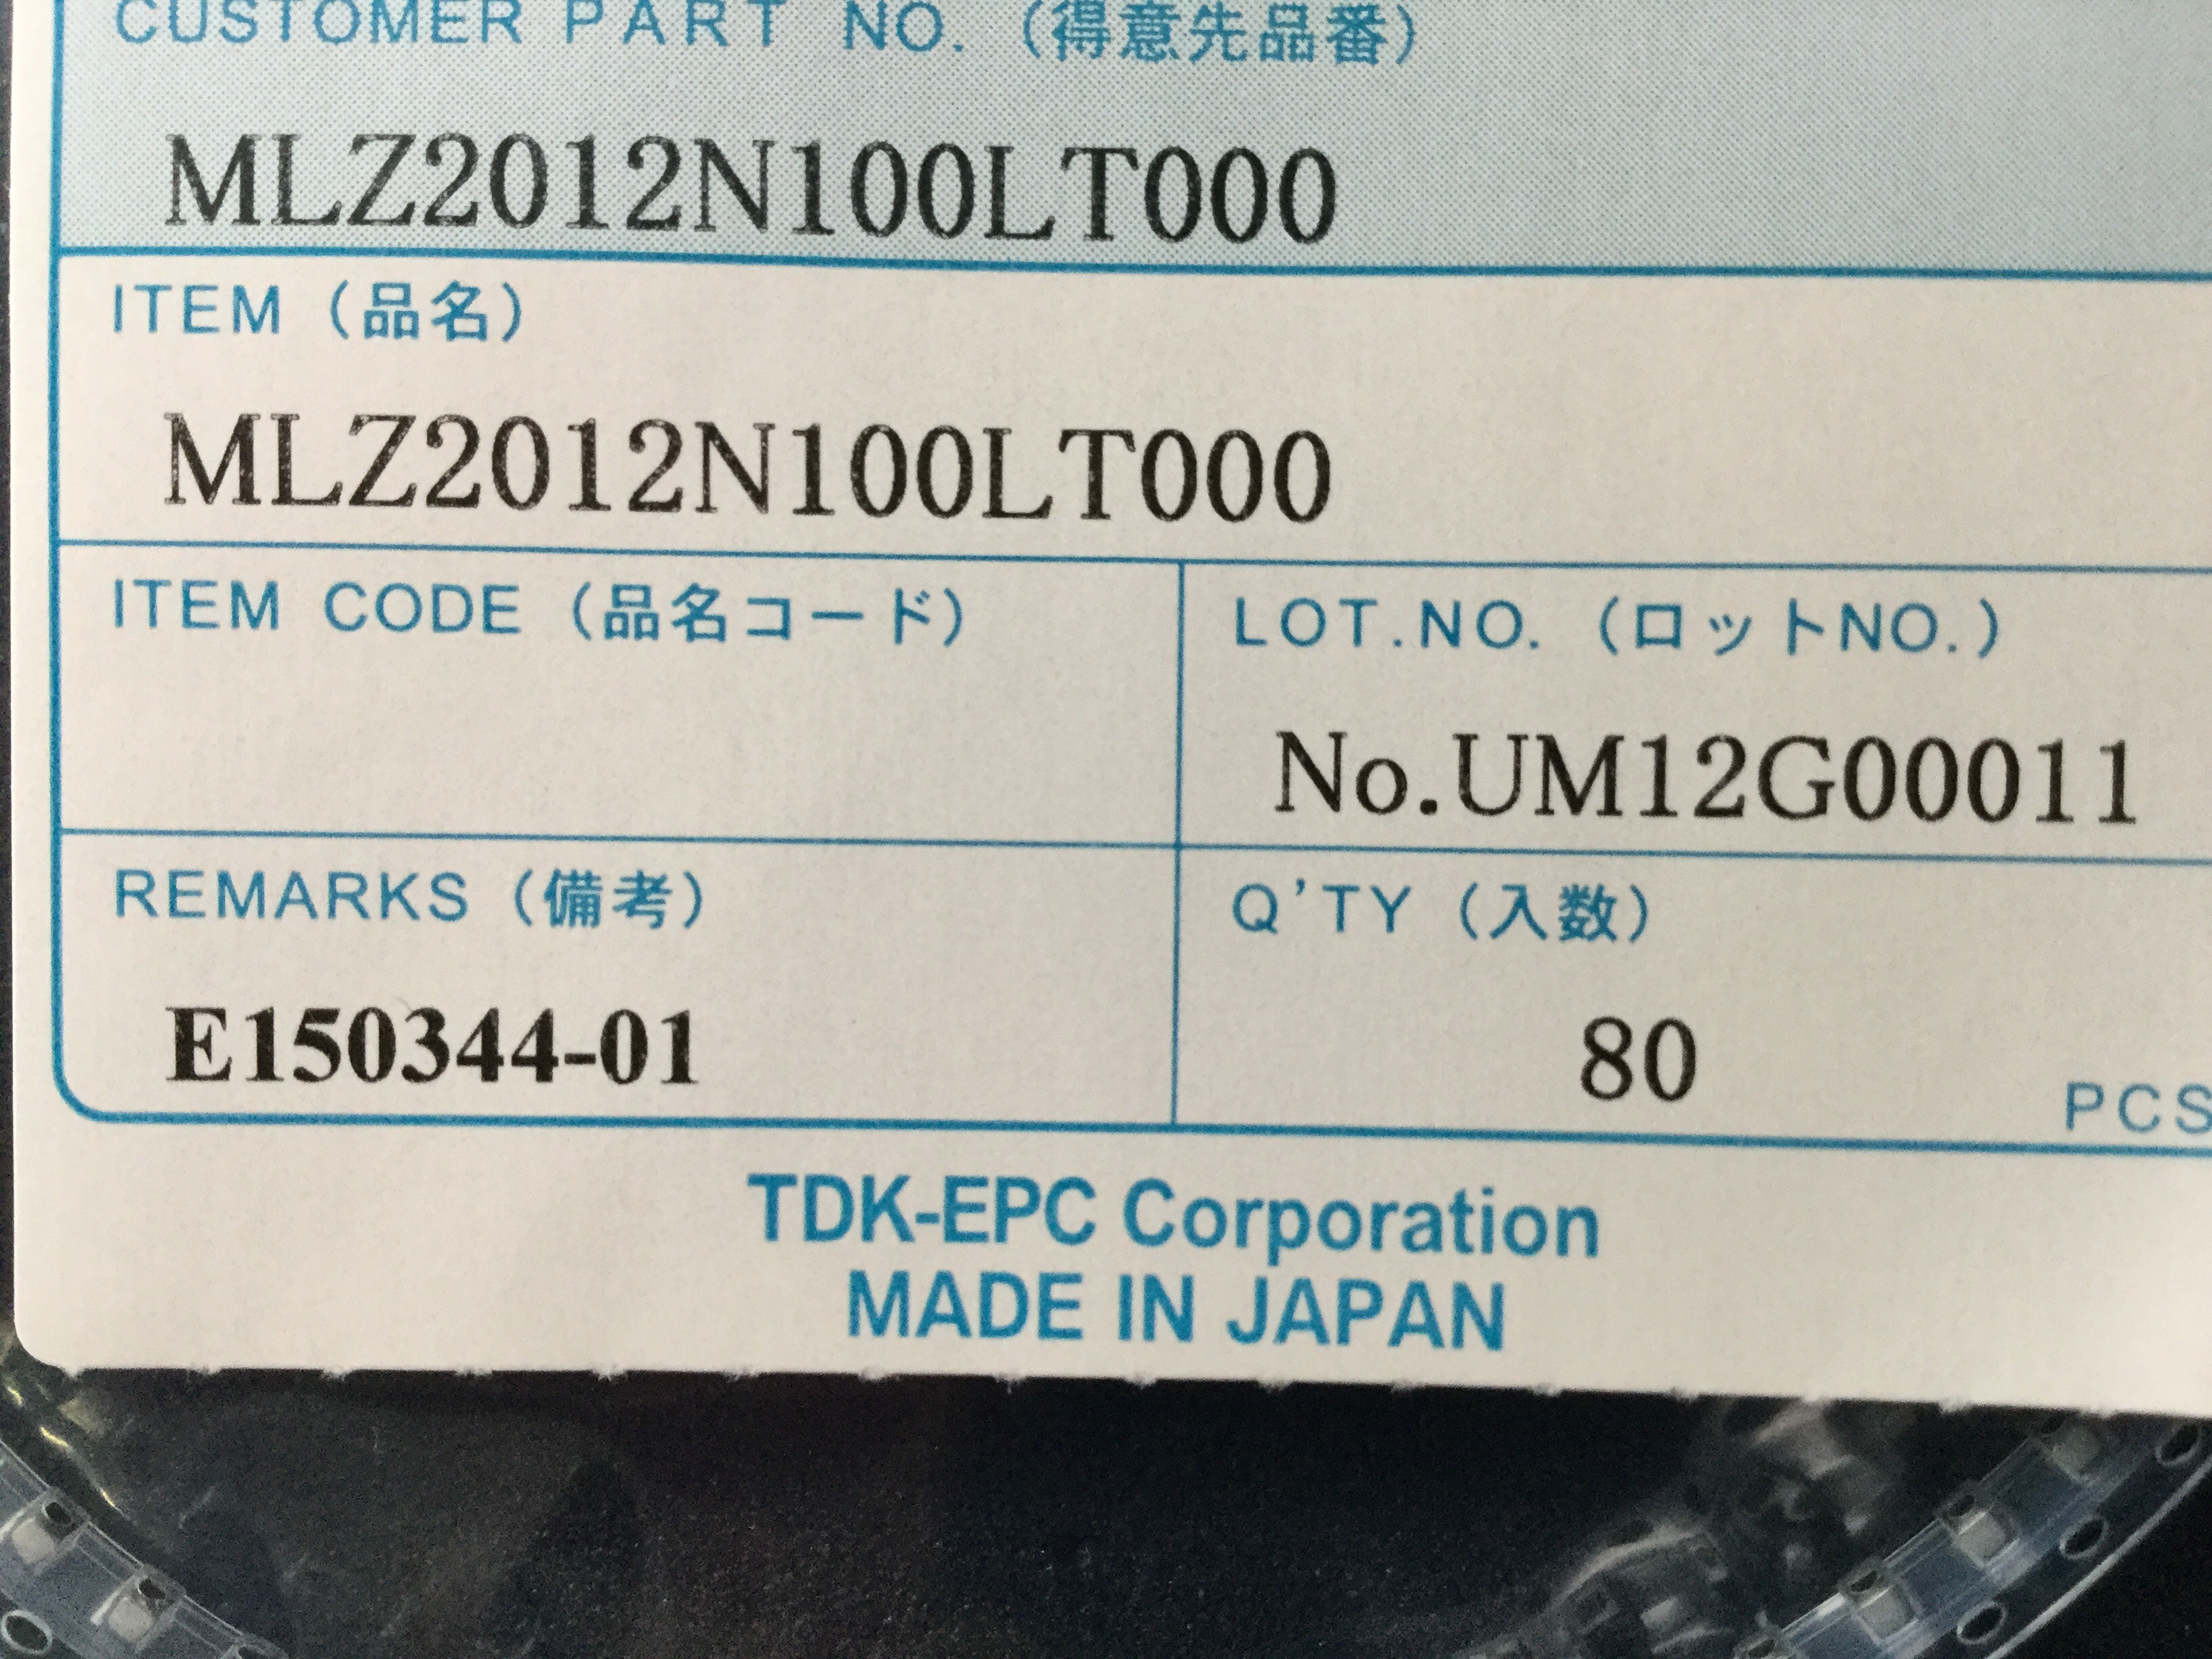 CUSTOMER PART NO. (得意先品番)
MLZ2012N100LT000
ITEM (品名)
MLZ2012N100LT000
ITEM CODE (品名コード)
LOT.NO. (ロットNO.)
No.UM12G00011
REMARKS (備考)
E150344-01
Q'TY (入数)
80
PCS
TDK-EPC Corporation
MADE IN JAPAN